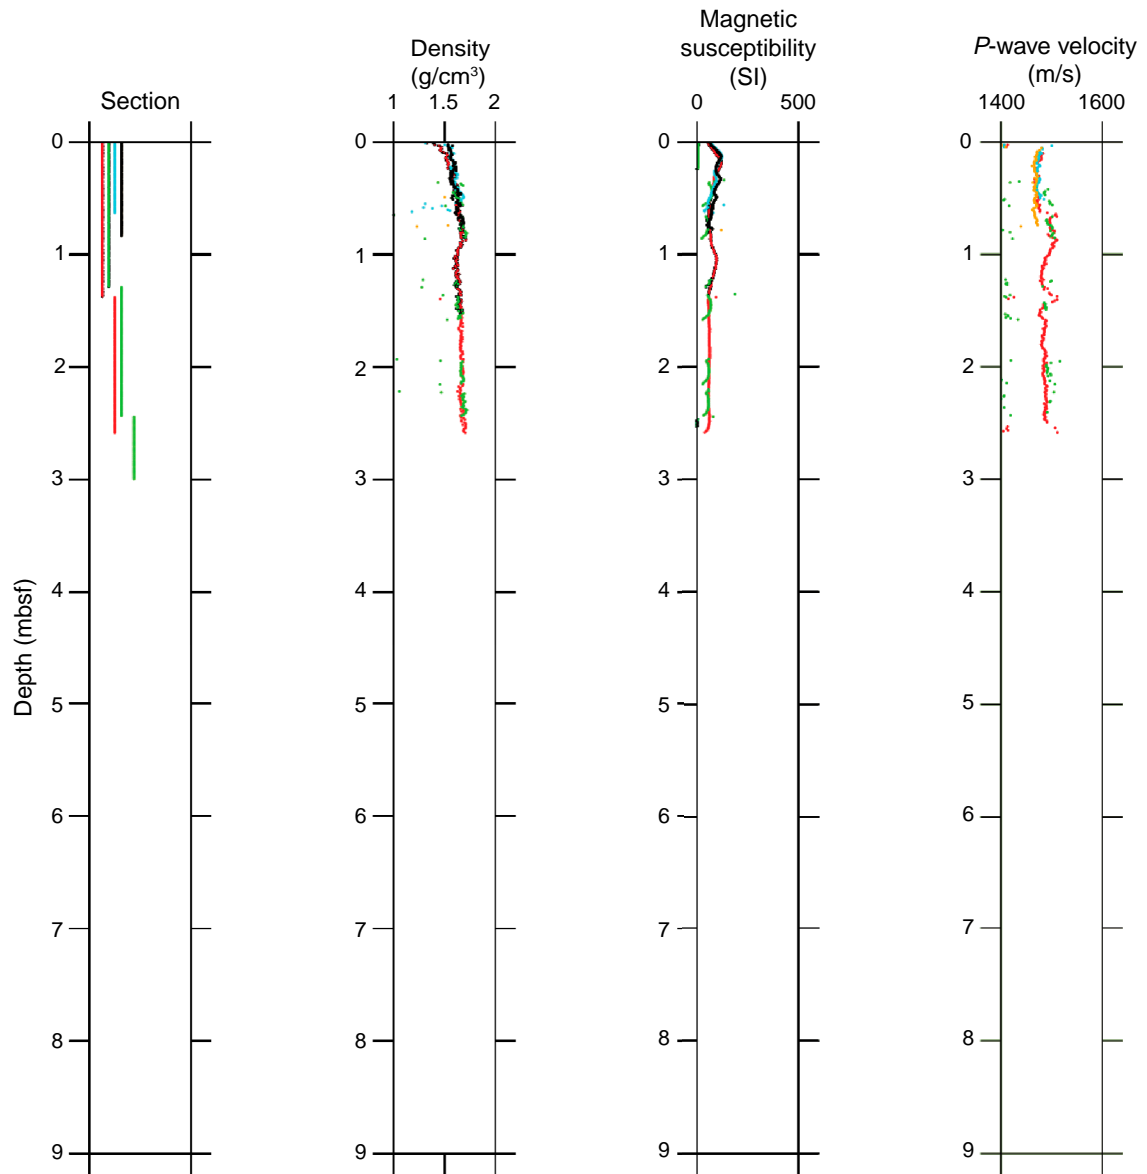 Section
Density
(g/cm³)
Magnetic
susceptibility
(SI)
P-wave velocity
(m/s)
1 1.5 2
0 500
1400 1600
Depth (mbsf)
0 0 0 0
1 1 1 1
2 2 2 2
3 3 3 3
4 4 4 4
5 5 5 5
6 6 6 6
7 7 7 7
8 8 8 8
9 9 9 9